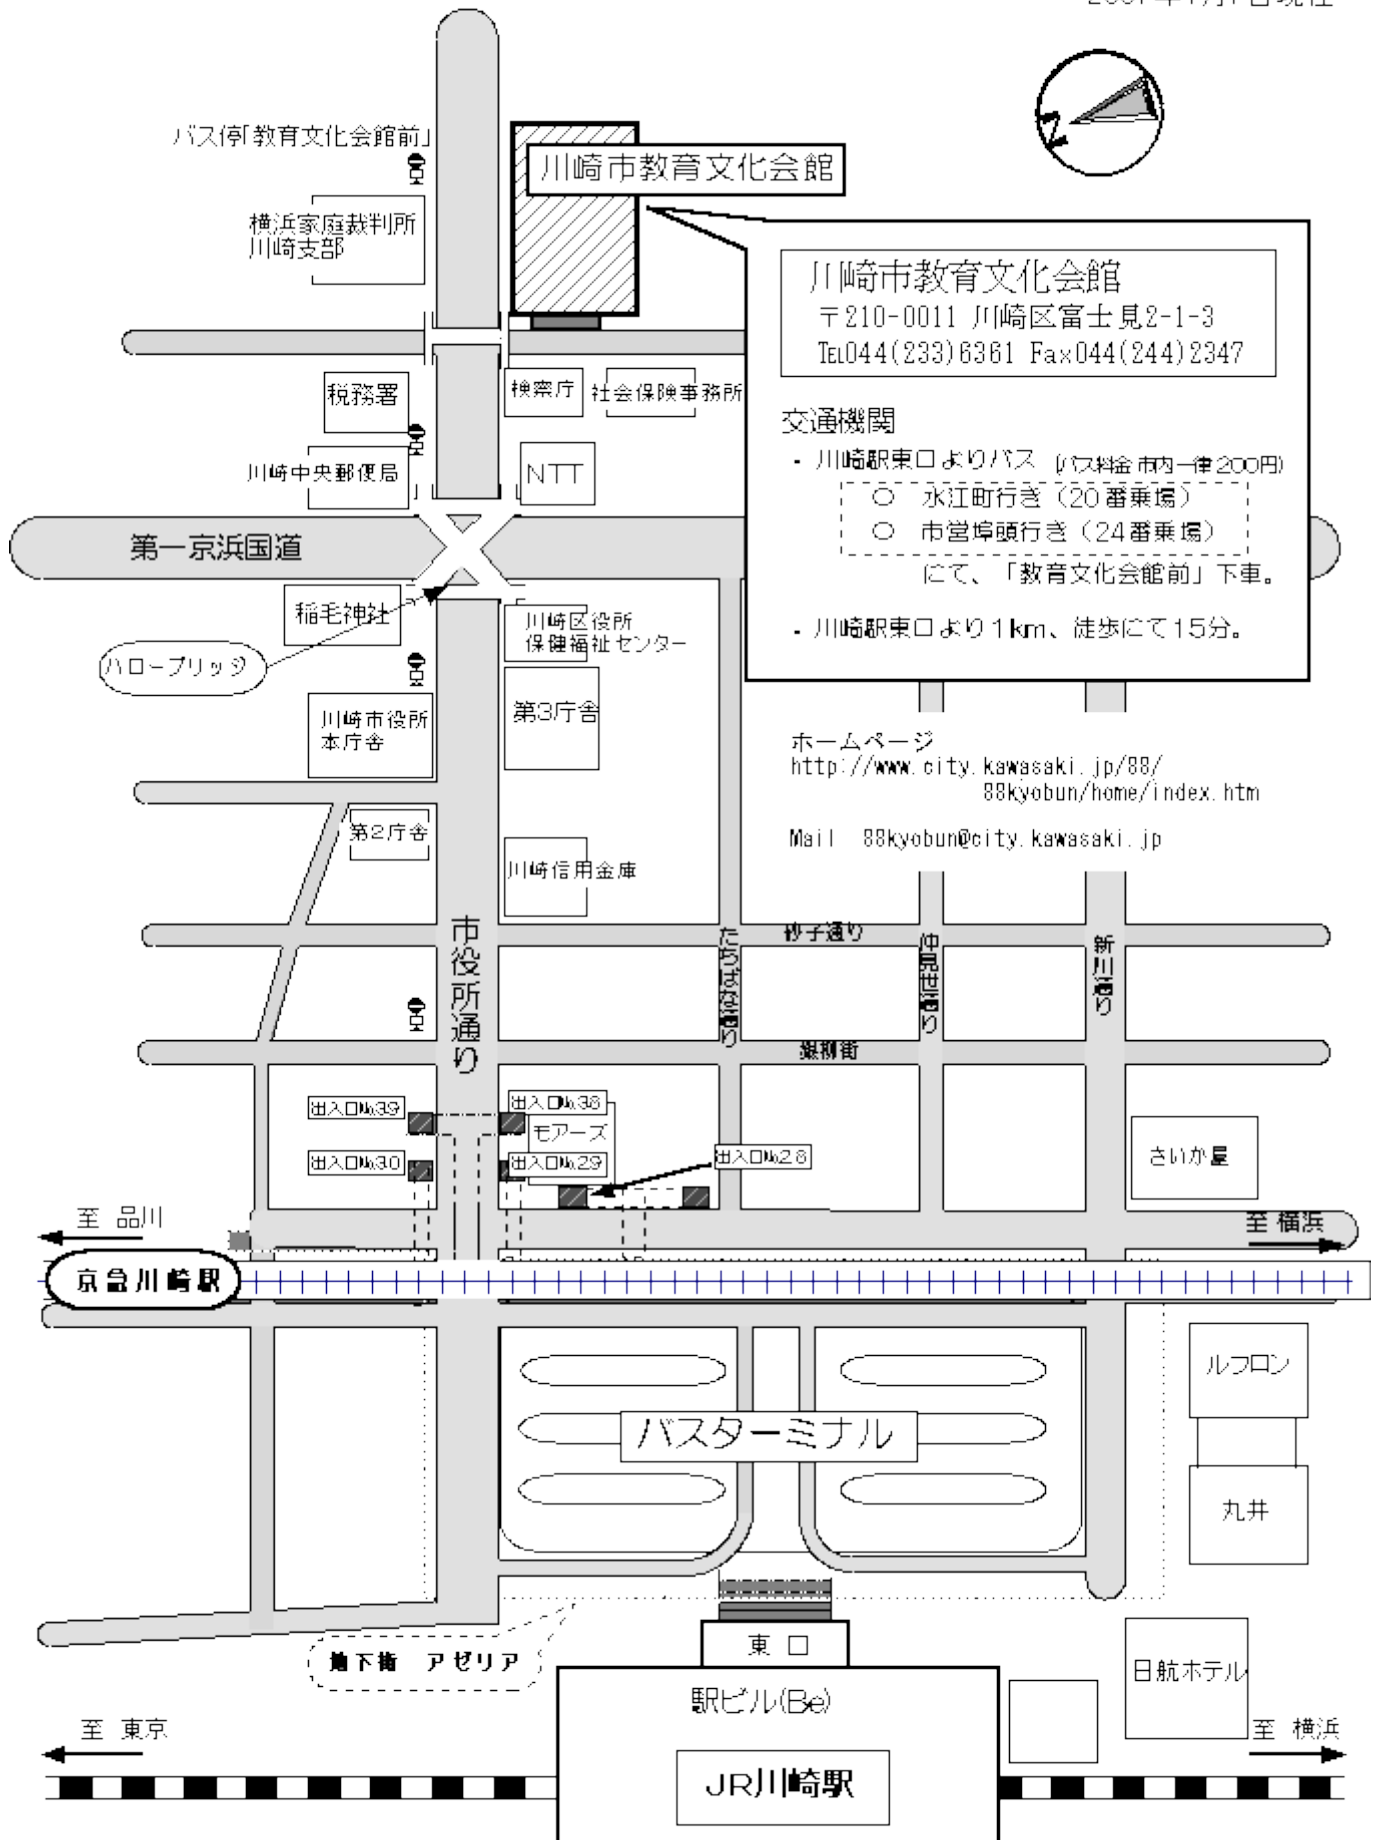 バス停「教育文化会館前」
川崎市教育文化会館
横浜家庭裁判所
川崎支部
川崎市教育文化会館
〒210-0011 川崎区富士見2-1-3
TEL044(233)6361 Fax044(244)2347
税務署
検察庁
社会保険事務所
交通機関
・川崎駅東口よりバス (バス料金市内一律200円)
○ 水江町行き（20番乗場）
○ 市営埠頭行き（24番乗場）
にて、「教育文化会館前」下車。
・川崎駅東口より1km、徒歩にて15分。
川崎中央郵便局
NTT
第一京浜国道
稲毛神社
川崎区役所
保健福祉センター
ハローブリッジ
川崎市役所
本庁舎
第3庁舎
ホームページ
http://www.city.kawasaki.jp/88/
88kyobun/home/index.htm
Mail 88kyobun@city.kawasaki.jp
第2庁舎
川崎信用金庫
市役所通り
砂子通り
たちばな通り
仲見世通り
新川通り
銀柳街
出入口No.39
出入口No.38
モアーズ
出入口No.30
出入口No.29
出入口No.28
さいか屋
至 品川
至 横浜
京急川崎駅
ルフロン
バスターミナル
丸井
地下街 アゼリア
東口
駅ビル(Be)
日航ホテル
至 東京
至 横浜
JR川崎駅